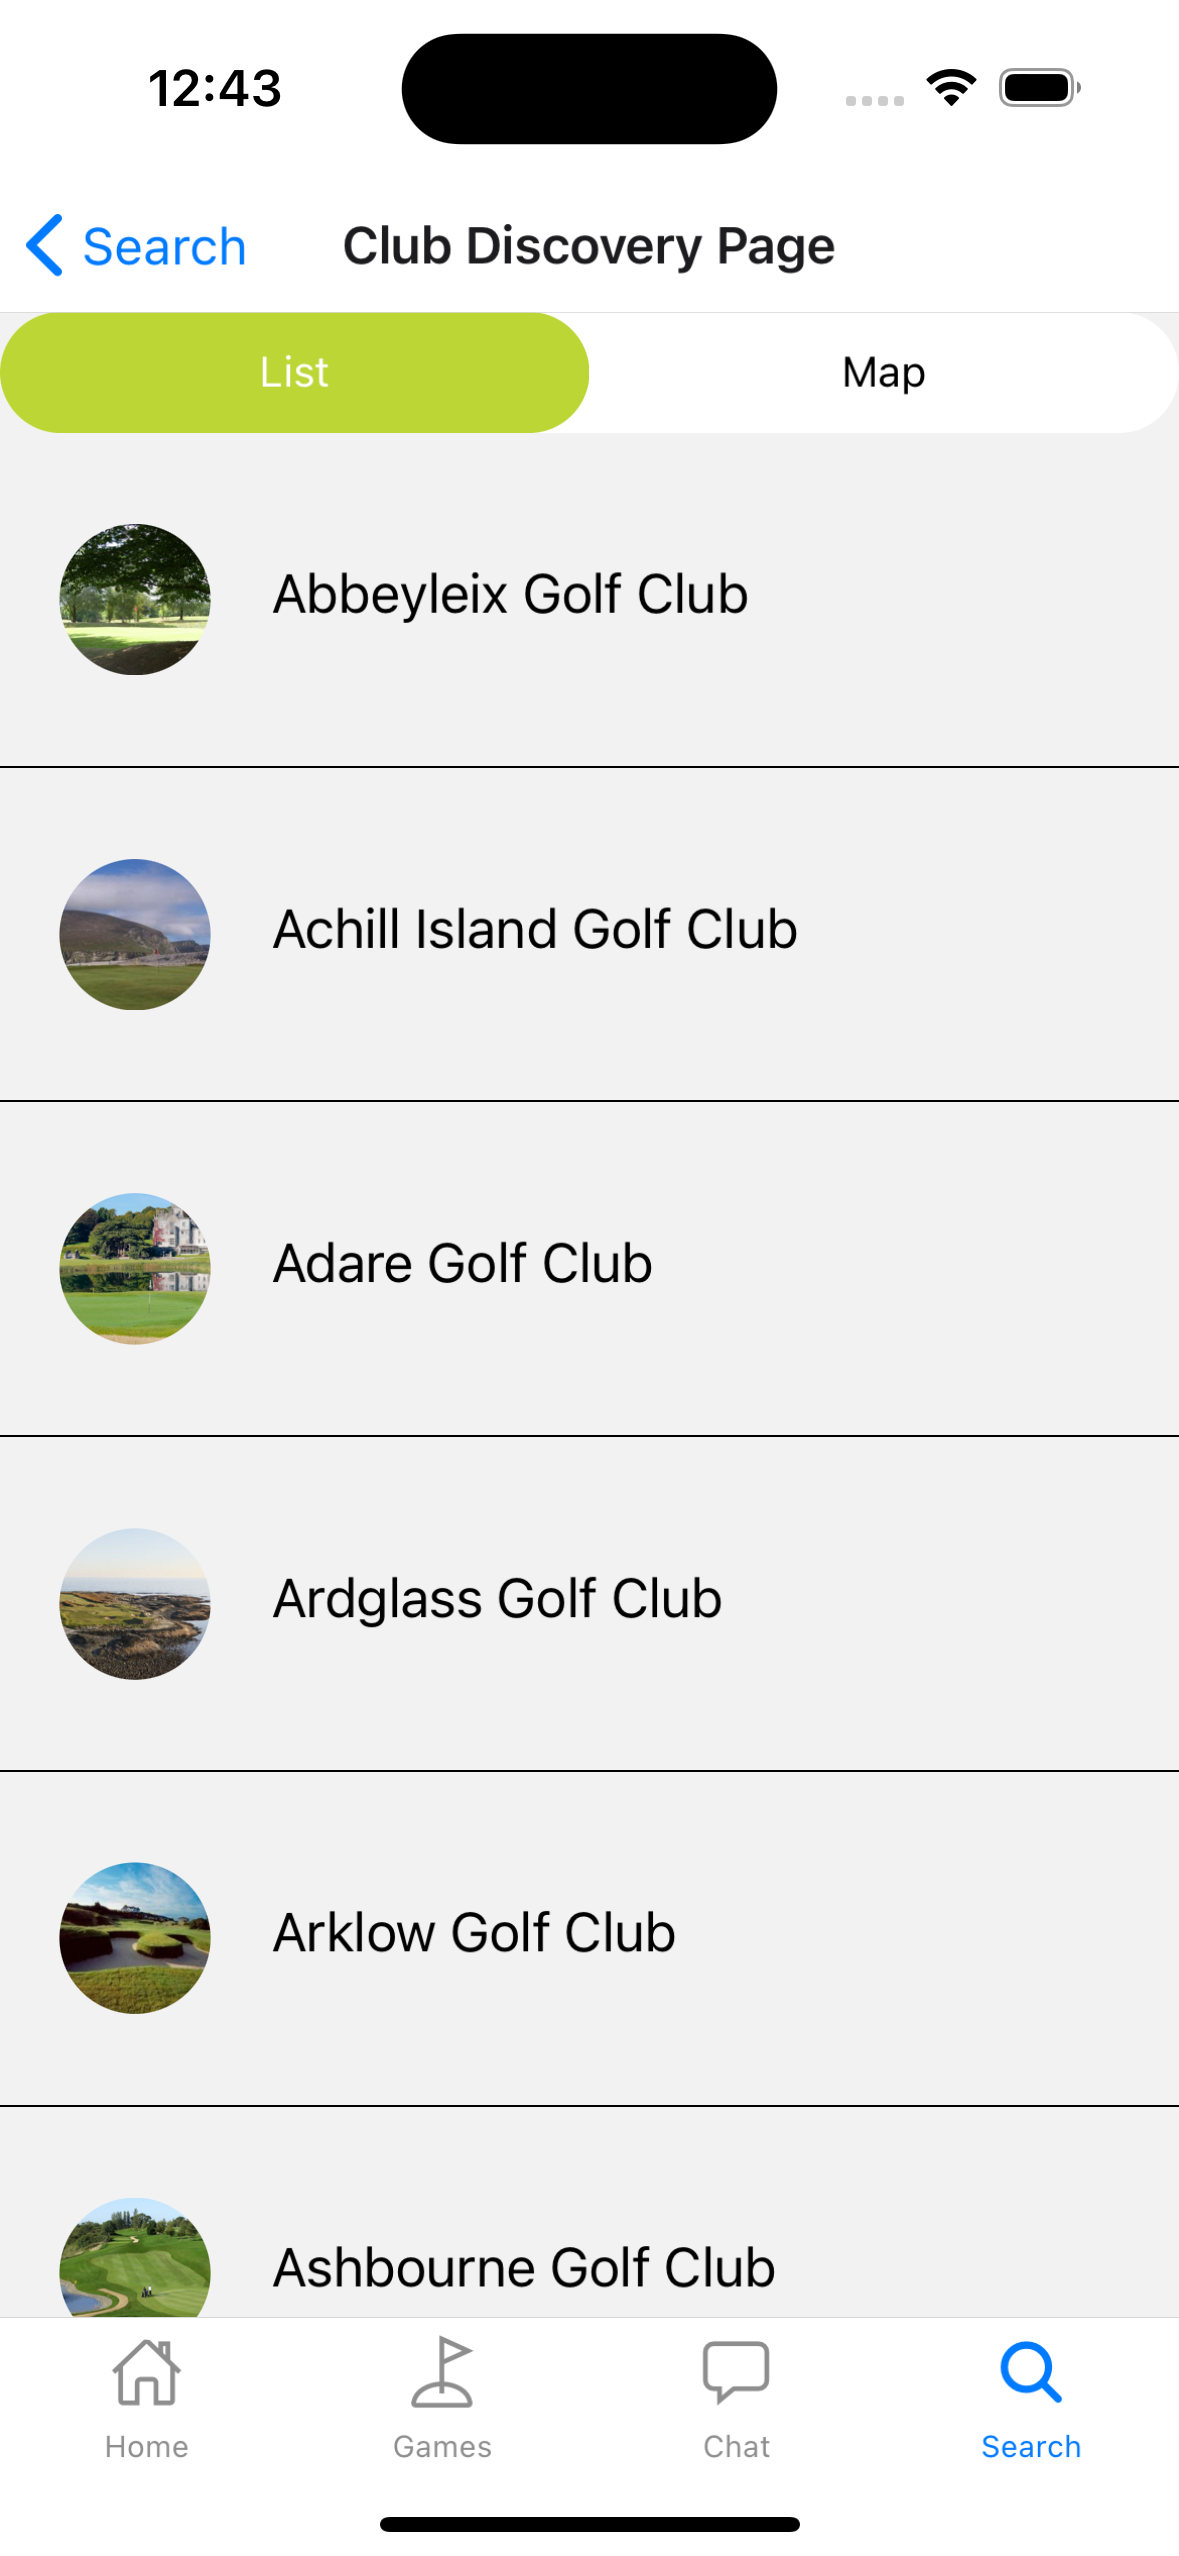 12:43
Search
Club Discovery Page
List
Map
Abbeyleix Golf Club
Achill Island Golf Club
Adare Golf Club
Ardglass Golf Club
Arklow Golf Club
Ashbourne Golf Club
Home
Games
Chat
Search